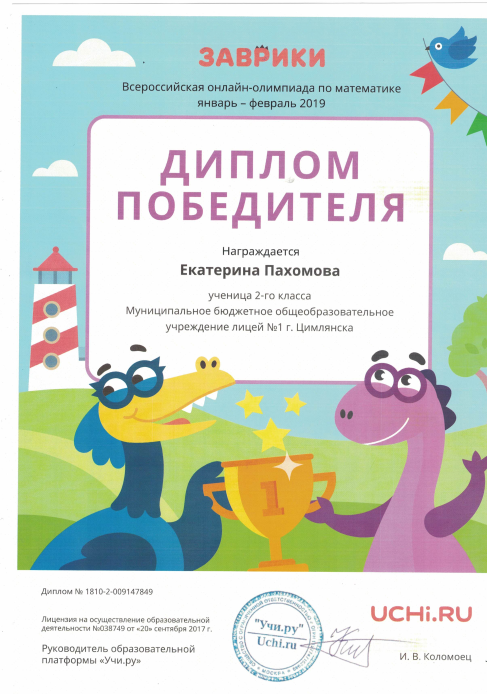 ЗАВРИКИ
Всероссийская онлайн-олимпиада по математике
январь – февраль 2019
ДИПЛОМ
ПОБЕДИТЕЛЯ
Награждается
Екатерина Пахомова
ученица 2-го класса
Муниципальное бюджетное общеобразовательное
учреждение лицей №1 г. Цимлянска
1
Диплом № 1810-2-009147849
Лицензия на осуществление образовательной
деятельности №038749 от «20» сентября 2017 г.
Руководитель образовательной
платформы «Учи.ру»
"Учи.ру"
Uchi.ru
МОСКВА
UCHi.RU
И. В. Коломоец